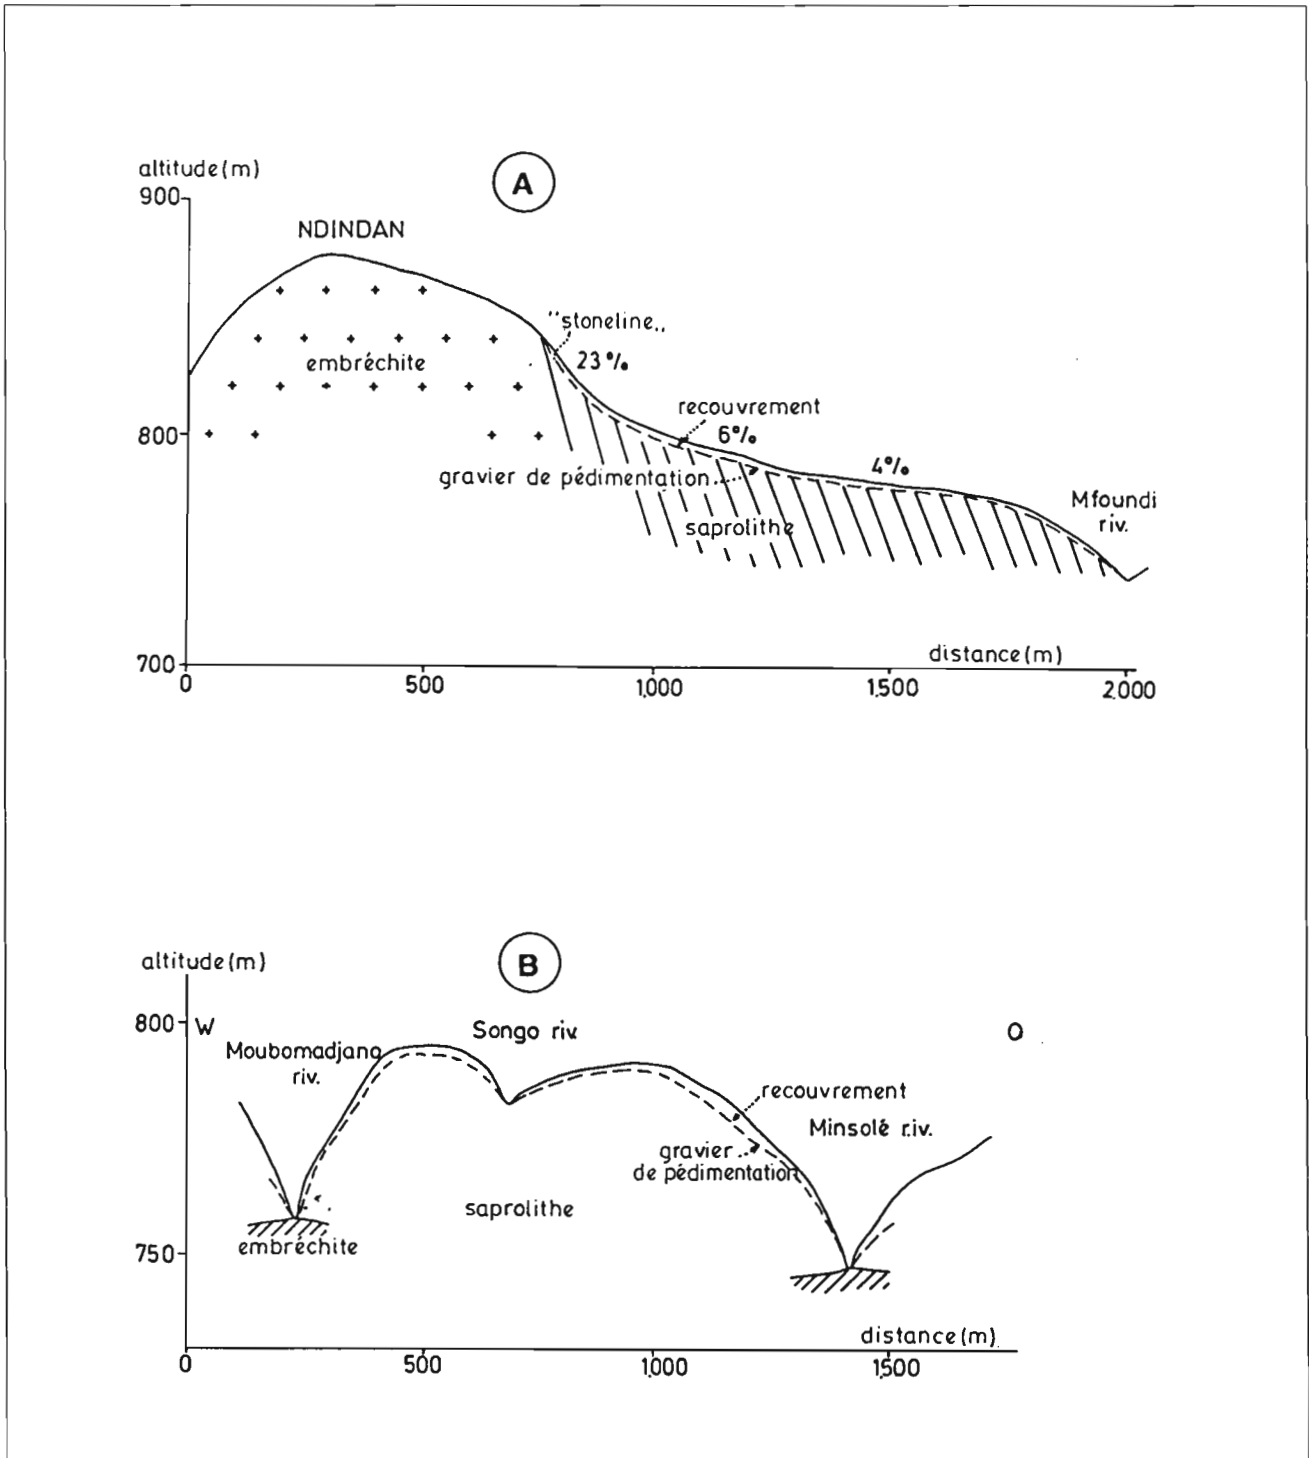 altitude (m)
A
900
NDINDAN
"stoneline„
23%
embréchite
recouvrement
6%
800
4%
gravier de pédimentation
Mfoundi
riv.
saprolithe
distance (m)
700
0
500
1.000
1.500
2.000
altitude (m)
B
800
W
Songo riv.
O
Moubomadjang
riv.
recouvrement
Minsolé riv.
gravier
de pédimentation
saprolithe
embréchite
750
distance (m)
0
500
1.000
1.500